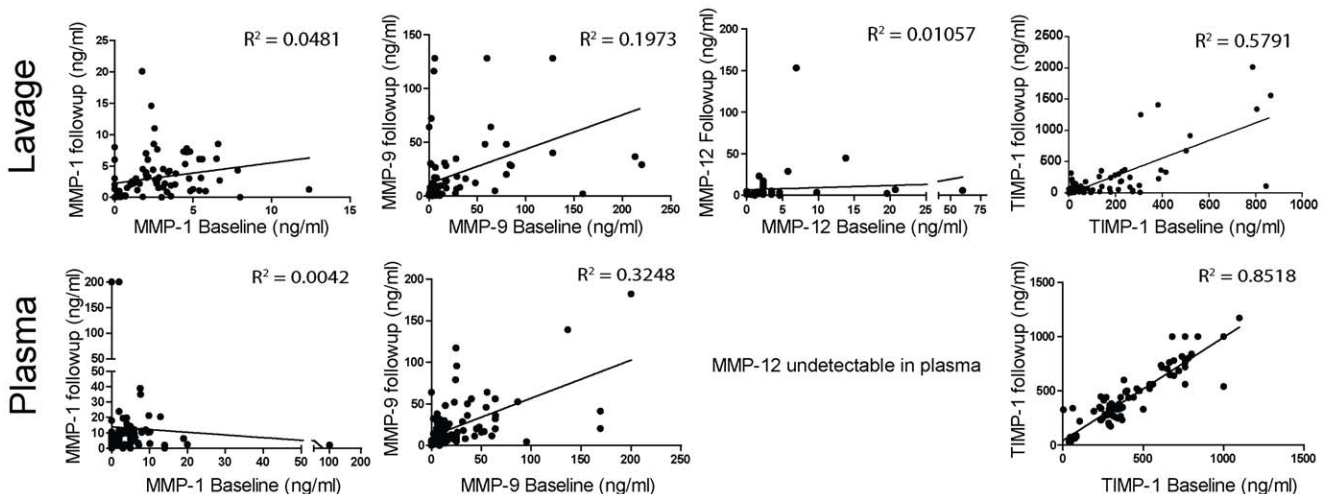 Lavage
R² = 0.0481
MMP-1 followup (ng/ml)
25
20
15
10
5
0
0 5 10 15
MMP-1 Baseline (ng/ml)
R² = 0.1973
MMP-9 followup (ng/ml)
150
100
50
0
0 50 100 150 200 250
MMP-9 Baseline (ng/ml)
R² = 0.01057
MMP-12 Followup (ng/ml)
200
150
100
50
0
0 5 10 15 20 25 50 75
MMP-12 Baseline (ng/ml)
R² = 0.5791
TIMP-1 followup (ng/ml)
2500
2000
1500
1000
500
0
0 200 400 600 800 1000
TIMP-1 Baseline (ng/ml)
Plasma
R² = 0.0042
MMP-1 followup (ng/ml)
200
150
100
50
50
40
30
20
10
0
0 10 20 30 40 50 100 200
MMP-1 Baseline (ng/ml)
R² = 0.3248
MMP-9 followup (ng/ml)
200
150
100
50
0
0 50 100 150 200 250
MMP-9 Baseline (ng/ml)
MMP-12 undetectable in plasma
R² = 0.8518
TIMP-1 followup (ng/ml)
1500
1000
500
0
0 500 1000 1500
TIMP-1 Baseline (ng/ml)